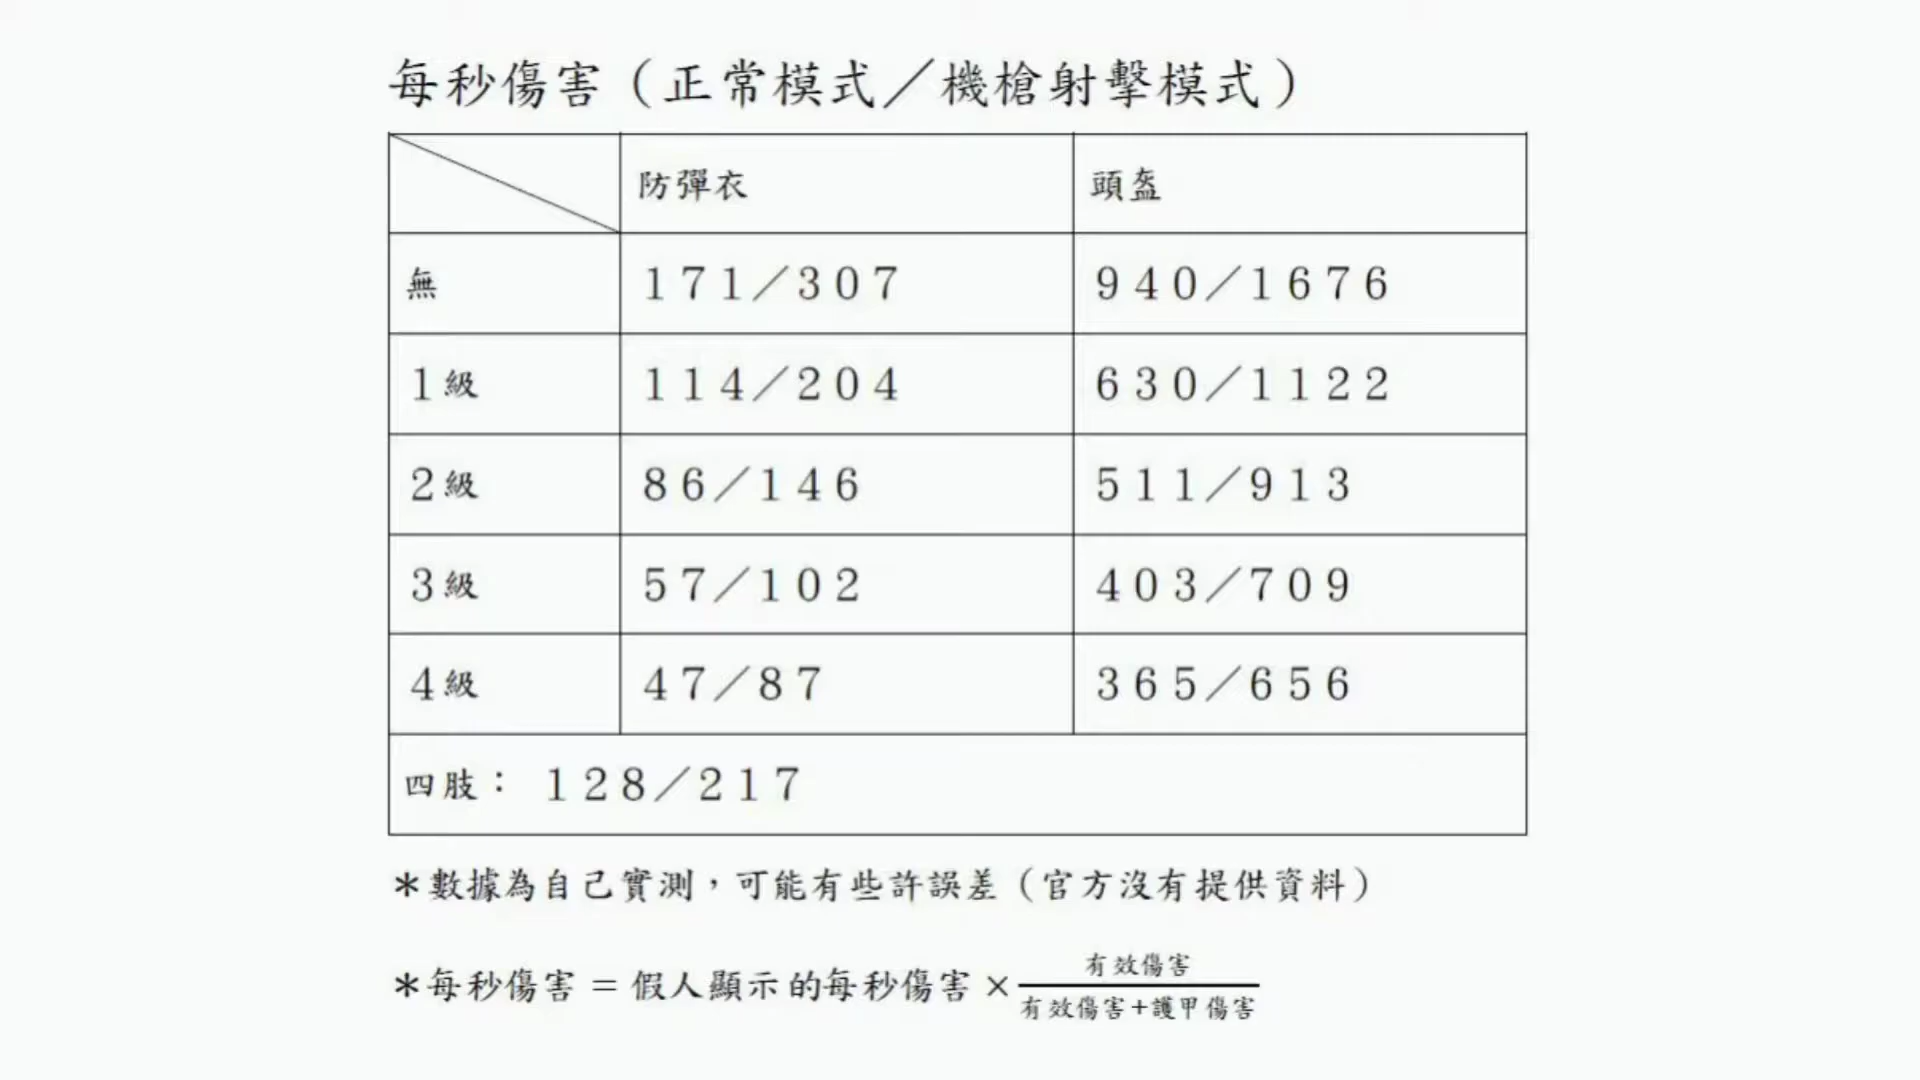 每秒傷害（正常模式／機槍射擊模式）
防彈衣 頭盔
無 １７１／３０７ ９４０／１６７６
１級 １１４／２０４ ６３０／１１２２
２級 ８６／１４６ ５１１／９１３
３級 ５７／１０２ ４０３／７０９
４級 ４７／８７ ３６５／６５６
四肢： １２８／２１７
＊數據為自己實測，可能有些許誤差（官方沒有提供資料）
＊每秒傷害 = 假人顯示的每秒傷害 × 有效傷害
有效傷害+護甲傷害